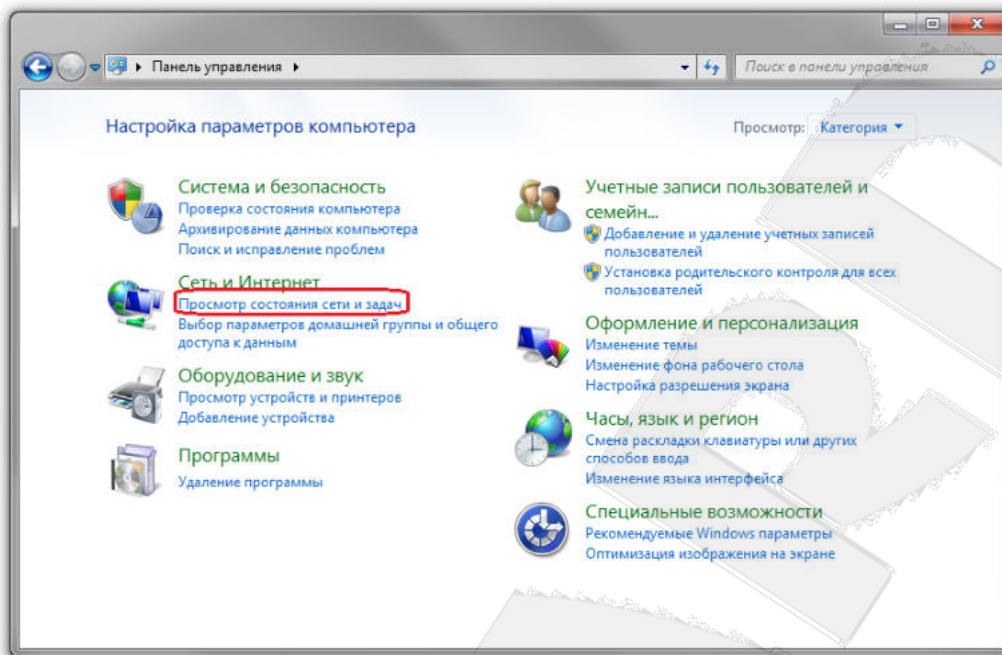 Панель управления
Поиск в панели управления
Настройка параметров компьютера
Просмотр: Категория
Система и безопасность
Проверка состояния компьютера
Архивирование данных компьютера
Поиск и исправление проблем
Сеть и Интернет
Просмотр состояния сети и задач
Выбор параметров домашней группы и общего
доступа к данным
Оборудование и звук
Просмотр устройств и принтеров
Добавление устройства
Программы
Удаление программы
Учетные записи пользователей и
семейн...
Добавление и удаление учетных записей
пользователей
Установка родительского контроля для всех
пользователей
Оформление и персонализация
Изменение темы
Изменение фона рабочего стола
Настройка разрешения экрана
Часы, язык и регион
Смена раскладки клавиатуры или других
способов ввода
Изменение языка интерфейса
Специальные возможности
Рекомендуемые Windows параметры
Оптимизация изображения на экране